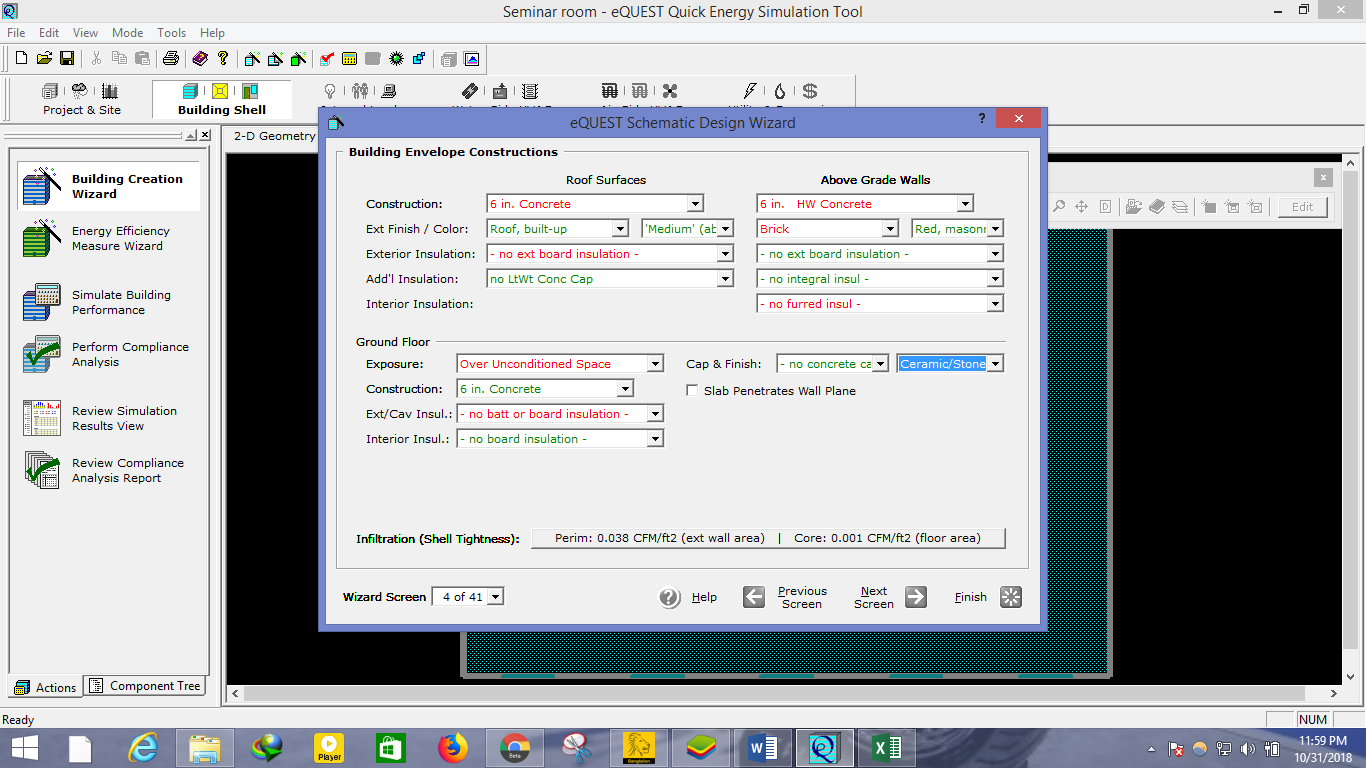 Seminar room - eQUEST Quick Energy Simulation Tool
File Edit View Mode Tools Help
Project & Site
Building Shell
2-D Geometry
eQUEST Schematic Design Wizard
?
Building Creation
Wizard
Energy Efficiency
Measure Wizard
Simulate Building
Performance
Perform Compliance
Analysis
Review Simulation
Results View
Review Compliance
Analysis Report
Actions
Component Tree
Building Envelope Constructions
Roof Surfaces
Above Grade Walls
Construction: 6 in. Concrete 6 in. HW Concrete
Ext Finish / Color: Roof, built-up 'Medium' (ab Brick Red, masonr
Exterior Insulation: - no ext board insulation - - no ext board insulation -
Add'l Insulation: no LtWt Conc Cap - no integral insul -
Interior Insulation: - no furred insul -
Ground Floor
Exposure: Over Unconditioned Space Cap & Finish: - no concrete ca Ceramic/Stone
Construction: 6 in. Concrete Slab Penetrates Wall Plane
Ext/Cav Insul.: - no batt or board insulation -
Interior Insul.: - no board insulation -
Infiltration (Shell Tightness): Perim: 0.038 CFM/ft2 (ext wall area) | Core: 0.001 CFM/ft2 (floor area)
Wizard Screen 4 of 41
Help
Previous
Screen
Next
Screen
Finish
Edit
Ready
NUM
Player
Beta
11:59 PM
10/31/2018